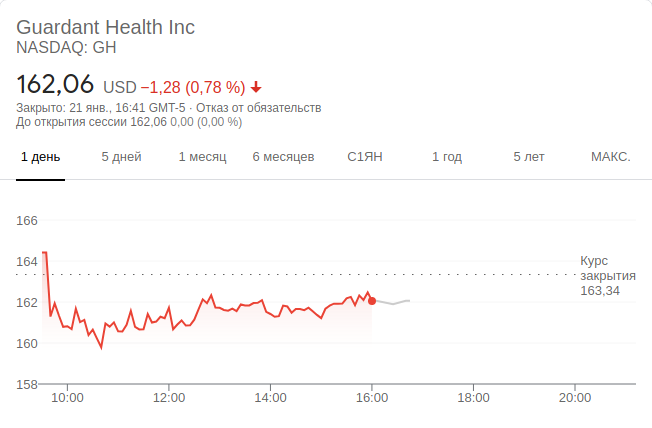 Guardant Health Inc
NASDAQ: GH
162,06 USD −1,28 (0,78 %)
Закрыто: 21 янв., 16:41 GMT-5 · Отказ от обязательств
До открытия сессии 162,06 0,00 (0,00 %)
1 день 5 дней 1 месяц 6 месяцев С1ЯН 1 год 5 лет МАКС.
166
164
Курс
закрытия
163,34
162
160
158
10:00 12:00 14:00 16:00 18:00 20:00